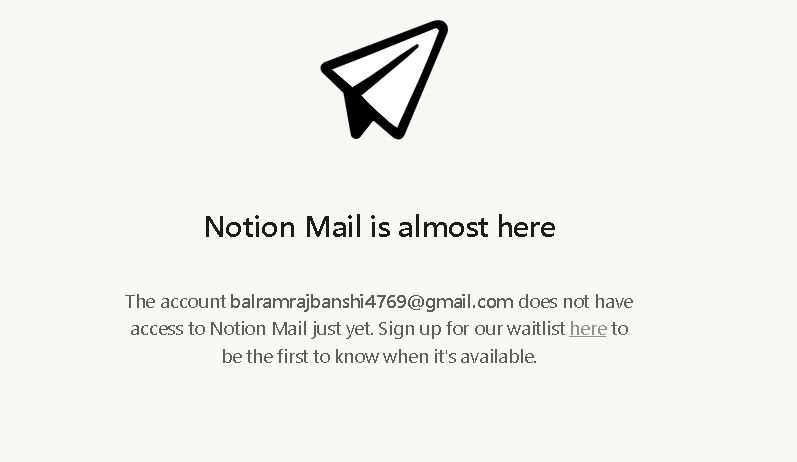 Notion Mail is almost here
The account balramrajbanshi4769@gmail.com does not have
access to Notion Mail just yet. Sign up for our waitlist here to
be the first to know when it's available.